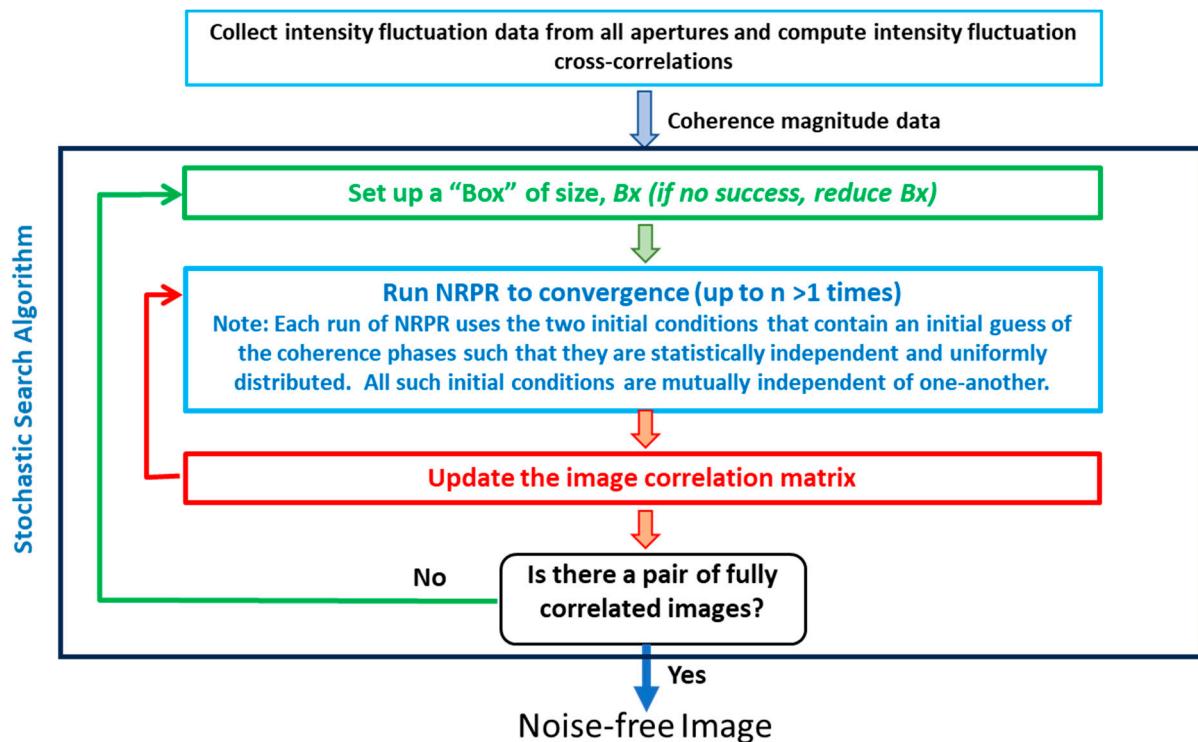 Collect intensity fluctuation data from all apertures and compute intensity fluctuation
cross-correlations
Coherence magnitude data
Stochastic Search Algorithm
Set up a “Box” of size, Bx (if no success, reduce Bx)
Run NRPR to convergence (up to n >1 times)
Note: Each run of NRPR uses the two initial conditions that contain an initial guess of
the coherence phases such that they are statistically independent and uniformly
distributed. All such initial conditions are mutually independent of one-another.
Update the image correlation matrix
Is there a pair of fully
correlated images?
No
Yes
Noise-free Image